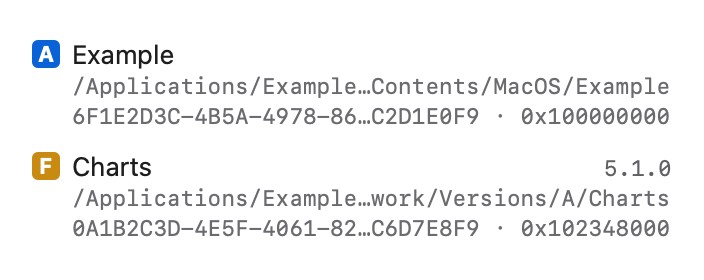 A Example
/Applications/Example…Contents/MacOS/Example
6F1E2D3C-4B5A-4978-86…C2D1E0F9 · 0x100000000
F Charts 5.1.0
/Applications/Example…work/Versions/A/Charts
0A1B2C3D-4E5F-4061-82…C6D7E8F9 · 0x102348000